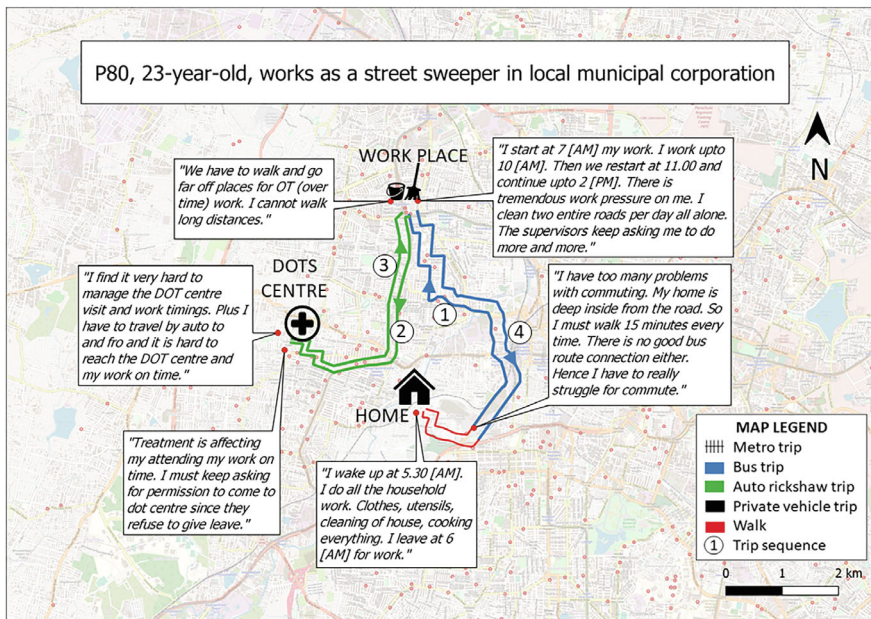 P80, 23-year-old, works as a street sweeper in local municipal corporation
N
WORK PLACE
"We have to walk and go
far off places for OT (over
time) work. I cannot walk
long distances."
"I start at 7 [AM] my work. I work upto
10 [AM]. Then we restart at 11.00 and
continue upto 2 [PM]. There is
tremendous work pressure on me. I
clean two entire roads per day all alone.
The supervisors keep asking me to do
more and more."
DOTS
CENTRE
"I find it very hard to
manage the DOT centre
visit and work timings. Plus I
have to travel by auto to
and fro and it is hard to
reach the DOT centre and
my work on time."
3
2
1
4
"I have too many problems
with commuting. My home is
deep inside from the road. So
I must walk 15 minutes every
time. There is no good bus
route connection either.
Hence I have to really
struggle for commute."
HOME
"Treatment is affecting
my attending my work on
time. I must keep asking
for permission to come to
dot centre since they
refuse to give leave."
"I wake up at 5.30 [AM].
I do all the household
work. Clothes, utensils,
cleaning of house, cooking
everything. I leave at 6
[AM] for work."
MAP LEGEND
Metro trip
Bus trip
Auto rickshaw trip
Private vehicle trip
Walk
1 Trip sequence
0 1 2 km